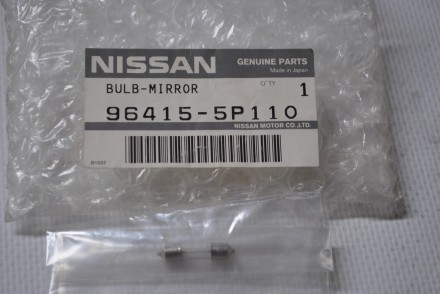 NISSAN
GENUINE PARTS
Made in Japan
BULB-MIRROR
Q'TY 1
96415-5P110
NISSAN MOTOR CO.,LTD.